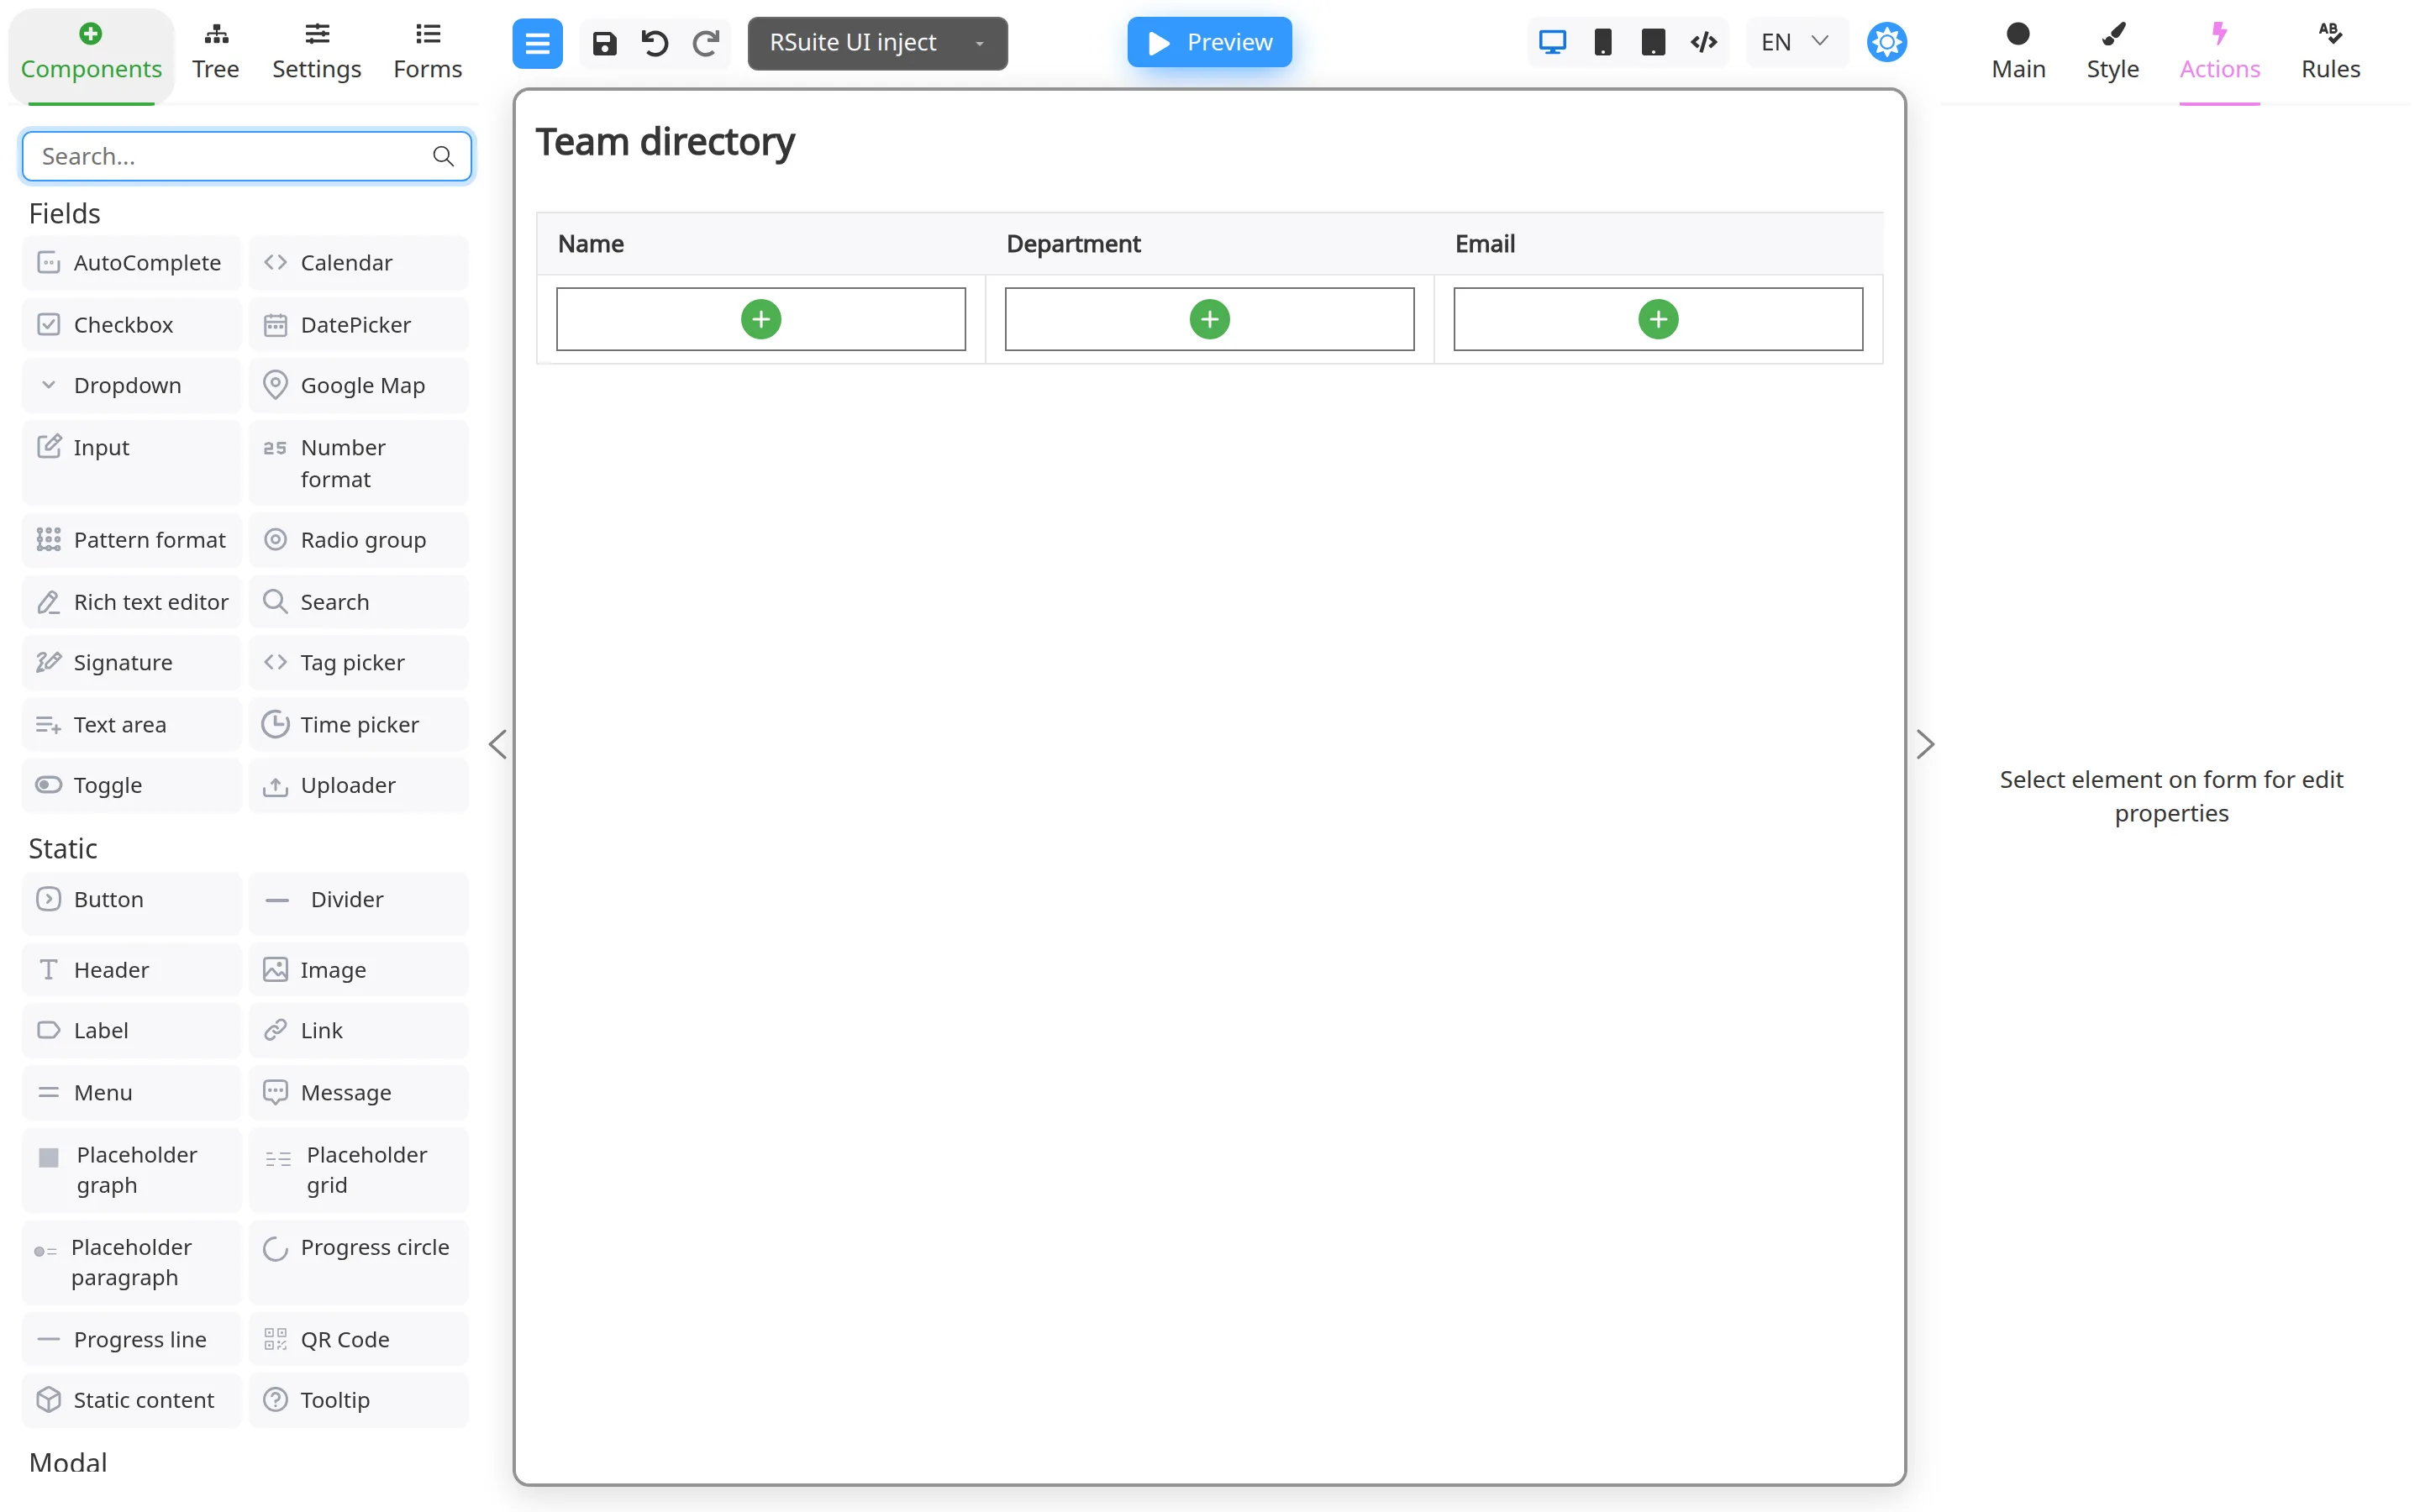 Components
Tree
Settings
Forms
RSuite UI inject
Preview
EN
Main
Style
Actions
Rules
Search...
Fields
AutoComplete
Calendar
Checkbox
DatePicker
Dropdown
Google Map
Input
Number
format
Pattern format
Radio group
Rich text editor
Search
Signature
Tag picker
Text area
Time picker
Toggle
Uploader
Static
Button
Divider
Header
Image
Label
Link
Menu
Message
Placeholder
graph
Placeholder
grid
Placeholder
paragraph
Progress circle
Progress line
QR Code
Static content
Tooltip
Modal
Team directory
Name
Department
Email
Select element on form for edit
properties